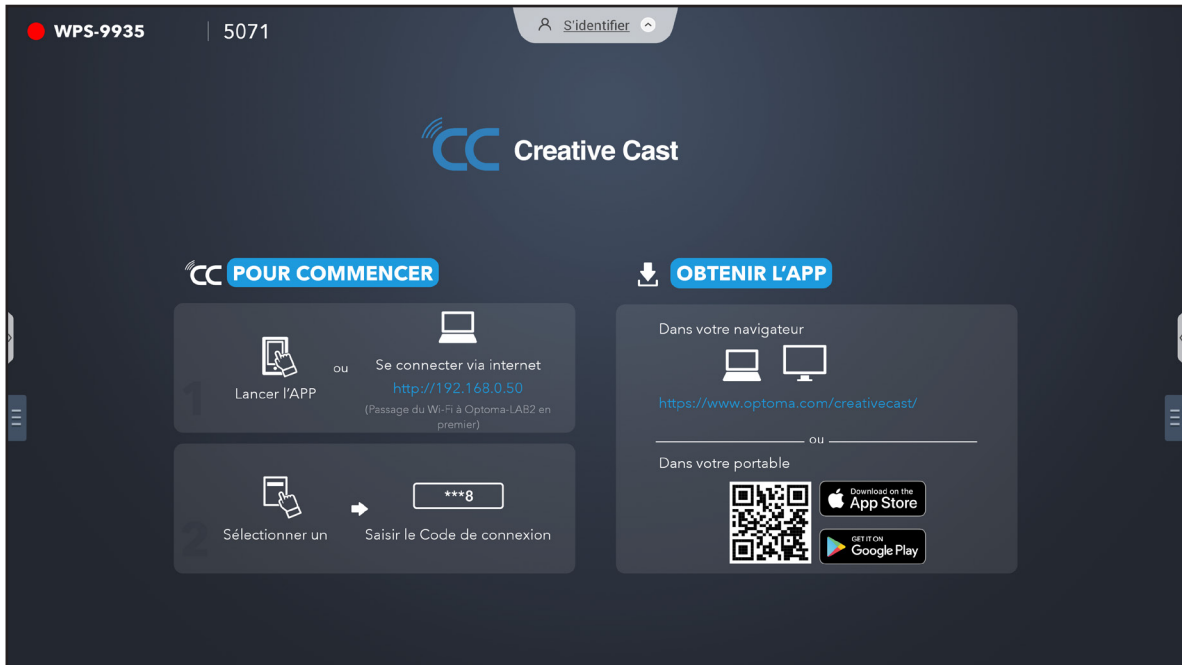 WPS-9935 | 5071
S'identifier
CC Creative Cast
CC POUR COMMENCER
1
Lancer l'APP
ou
Se connecter via internet
http://192.168.0.50
(Passage du Wi-Fi à Optoma-LAB2 en
premier)
2
Sélectionner un
***8
Saisir le Code de connexion
OBTENIR L'APP
Dans votre navigateur
https://www.optoma.com/creativecast/
ou
Dans votre portable
Download on the
App Store
GET IT ON
Google Play